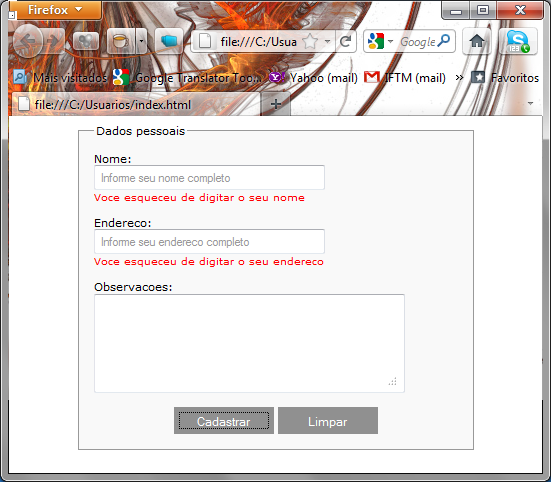 Firefox
file:///C:/Usua
Google
Mais visitados
Google Translator Too...
Yahoo (mail)
IFTM (mail)
»
Favoritos
file:///C:/Usuarios/index.html
Dados pessoais
Nome:
Informe seu nome completo
Voce esqueceu de digitar o seu nome
Endereco:
Informe seu endereco completo
Voce esqueceu de digitar o seu endereco
Observacoes:
Cadastrar
Limpar